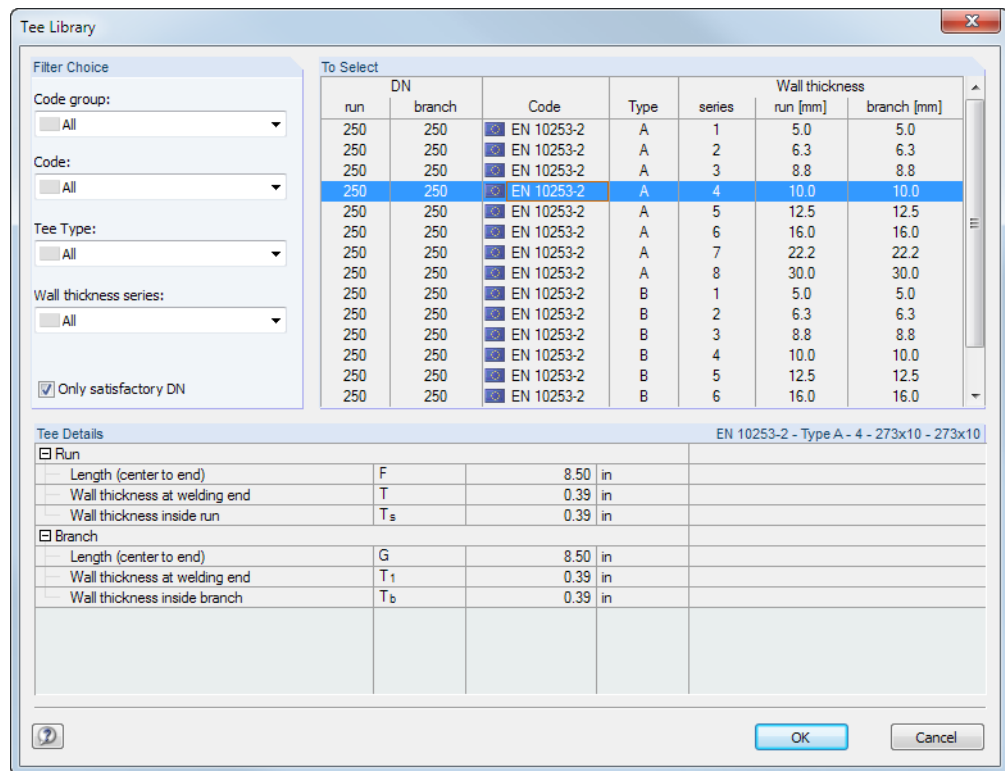 Tee Library
Filter Choice
Code group:
All
Code:
All
Tee Type:
All
Wall thickness series:
All
Only satisfactory DN
To Select
DN Wall thickness
run branch Code Type series run [mm] branch [mm]
250 250 EN 10253-2 A 1 5.0 5.0
250 250 EN 10253-2 A 2 6.3 6.3
250 250 EN 10253-2 A 3 8.8 8.8
250 250 EN 10253-2 A 4 10.0 10.0
250 250 EN 10253-2 A 5 12.5 12.5
250 250 EN 10253-2 A 6 16.0 16.0
250 250 EN 10253-2 A 7 22.2 22.2
250 250 EN 10253-2 A 8 30.0 30.0
250 250 EN 10253-2 B 1 5.0 5.0
250 250 EN 10253-2 B 2 6.3 6.3
250 250 EN 10253-2 B 3 8.8 8.8
250 250 EN 10253-2 B 4 10.0 10.0
250 250 EN 10253-2 B 5 12.5 12.5
250 250 EN 10253-2 B 6 16.0 16.0
Tee Details EN 10253-2 - Type A - 4 - 273x10 - 273x10
Run
Length (center to end) F 8.50 in
Wall thickness at welding end T 0.39 in
Wall thickness inside run Ts 0.39 in
Branch
Length (center to end) G 8.50 in
Wall thickness at welding end T1 0.39 in
Wall thickness inside branch Tb 0.39 in
OK Cancel